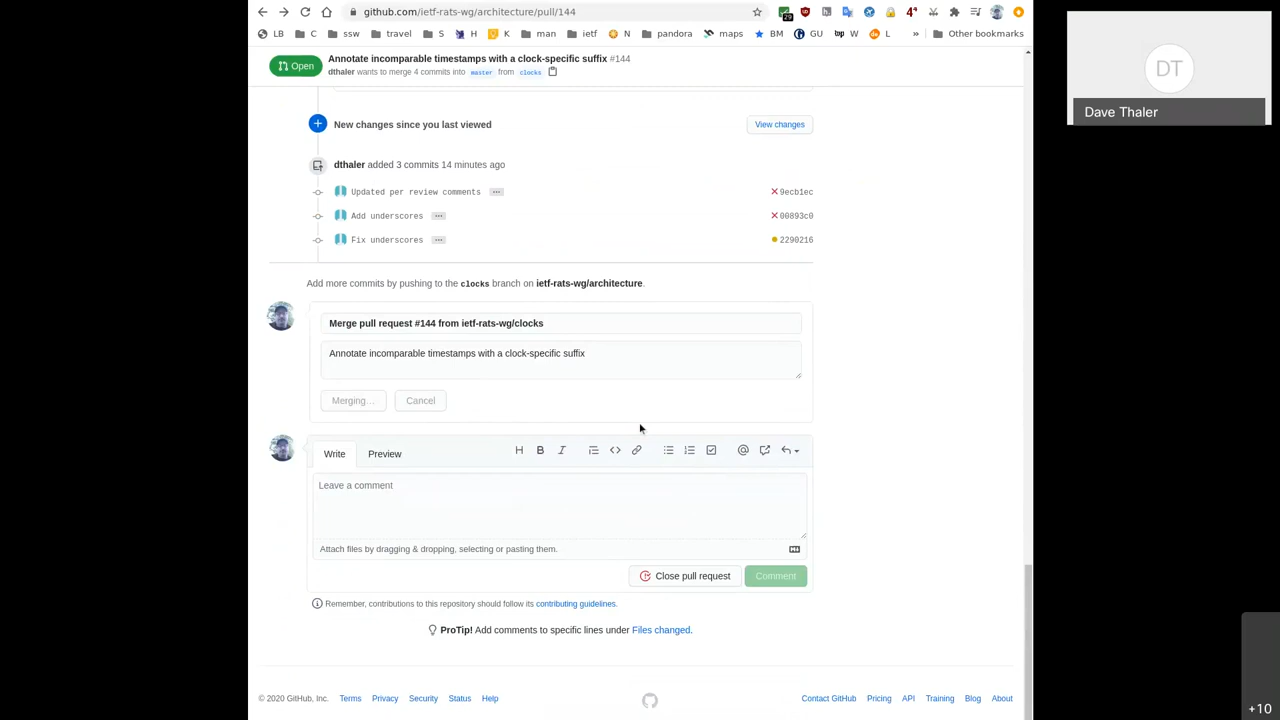 github.com/ietf-rats-wg/architecture/pull/144
29
4°
LB C ssw travel S H K man ietf N pandora maps BM GU W L » Other bookmarks
Open
Annotate incomparable timestamps with a clock-specific suffix #144
dthaler wants to merge 4 commits into master from clocks
New changes since you last viewed
View changes
dthaler added 3 commits 14 minutes ago
Updated per review comments ••• 9ecb1ec
Add underscores ••• 00893c0
Fix underscores ••• 2290216
Add more commits by pushing to the clocks branch on ietf-rats-wg/architecture.
Merge pull request #144 from ietf-rats-wg/clocks
Annotate incomparable timestamps with a clock-specific suffix
Merging…
Cancel
Write Preview
Leave a comment
Attach files by dragging & dropping, selecting or pasting them.
Close pull request
Comment
Remember, contributions to this repository should follow its contributing guidelines.
ProTip! Add comments to specific lines under Files changed.
© 2020 GitHub, Inc. Terms Privacy Security Status Help
Contact GitHub Pricing API Training Blog About
DT
Dave Thaler
+10